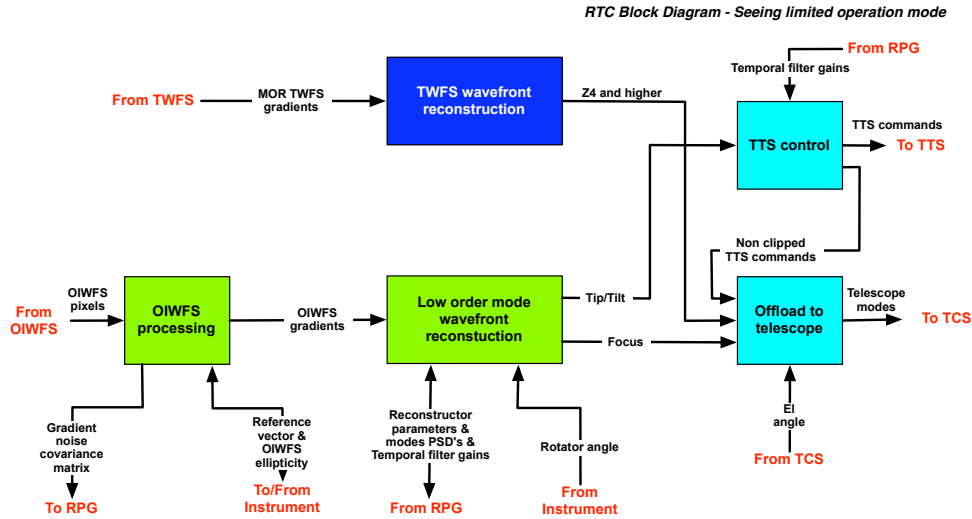 RTC Block Diagram - Seeing limited operation mode
From RPG
Temporal filter gains
From TWFS
MOR TWFS
gradients
TWFS wavefront
reconstruction
Z4 and higher
TTS control
TTS commands
To TTS
Non clipped
TTS commands
OIWFS
pixels
From
OIWFS
OIWFS
processing
OIWFS
gradients
Low order mode
wavefront
reconstuction
Tip/Tilt
Focus
Offload to
telescope
Telescope
modes
To TCS
Gradient
noise
covariance
matrix
To RPG
Reference
vector &
OIWFS
ellipticity
To/From
Instrument
Reconstructor
parameters &
modes PSD's &
Temporal filter gains
From RPG
Rotator angle
From
Instrument
El
angle
From TCS